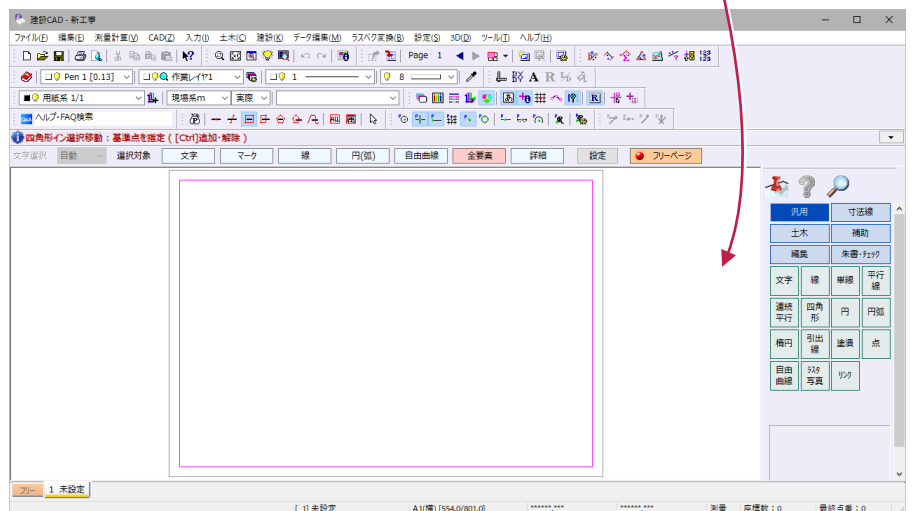 建設CAD - 新工事
ファイル(F) 編集(E) 測量計算(V) CAD(Z) 入力(I) 土木(C) 建設(K) データ編集(M) ラスベク変換(B) 設定(S) 3D(D) ツール(T) ヘルプ(H)
Page 1
Pen 1 [0.13] 作業レイヤ1 1 8 A R
用紙系 1/1 現場系m 実際
ヘルプ・FAQ検索
四角形イン選択移動：基準点を指定 ( [Ctrl]追加・解除 )
文字選択 自動 選択対象 文字 マーク 線 円(弧) 自由曲線 全要素 詳細 設定 フリーページ
汎用 寸法線
土木 補助
編集 朱書・ﾁｪｯｸ
文字 線 単線 平行線
連続平行 四角形 円 円弧
楕円 引出線 塗潰 点
自由曲線 ﾗｽﾀ写真 ﾘﾝｸ
フリー 1 未設定
[ 1] 未設定 A1(横) [554.0/801.0] ******.*** ******.*** 測量 座標数：0 最終点番：0